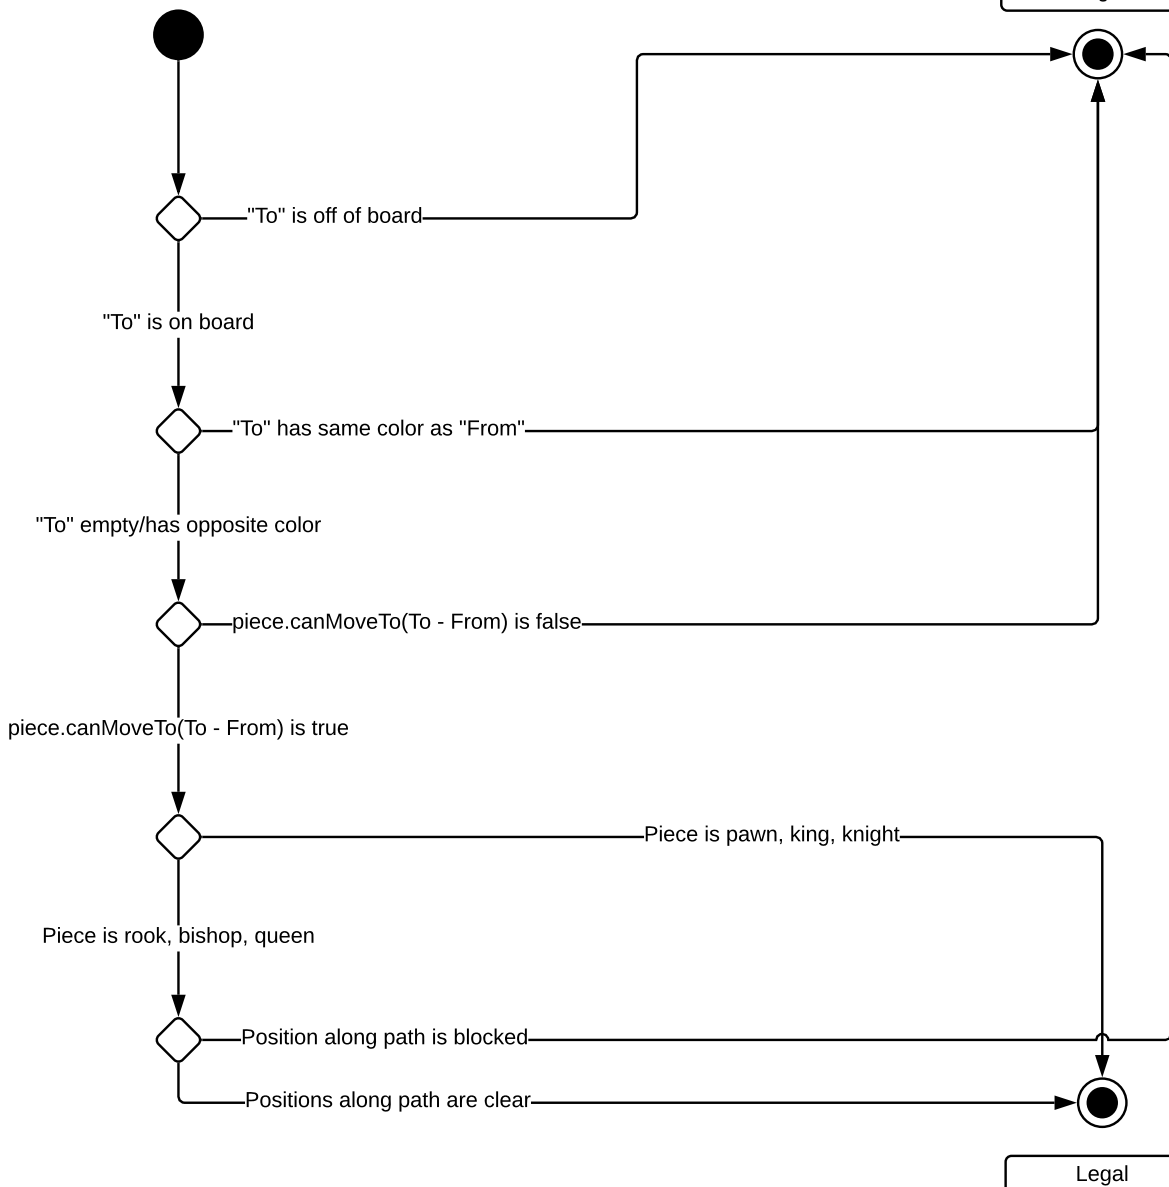 "To" is off of board
"To" is on board
"To" has same color as "From"
"To" empty/has opposite color
piece.canMoveTo(To - From) is false
piece.canMoveTo(To - From) is true
Piece is pawn, king, knight
Piece is rook, bishop, queen
Position along path is blocked
Positions along path are clear
Legal